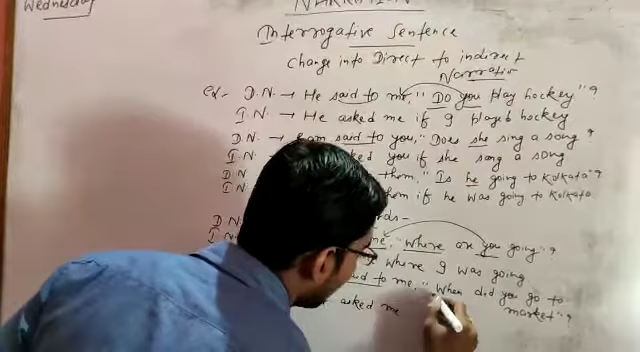 Wednesday
NARRATION
Interrogative Sentence
Change into Direct to indirect
Narration
Ex- D.N. → He said to me, "Do you play hockey"?
I.N. → He asked me if I played hockey
D.N. → Ram said to you, "Does she sing a song?
I.N. asked you if she sang a song
D.N. them, "Is he going to Kolkata"?
I.N. them if he was going to Kolkata
D.N.
I.N. me, "where are you going"?
where I was going
said to me, "When did you go to
market"?
asked me